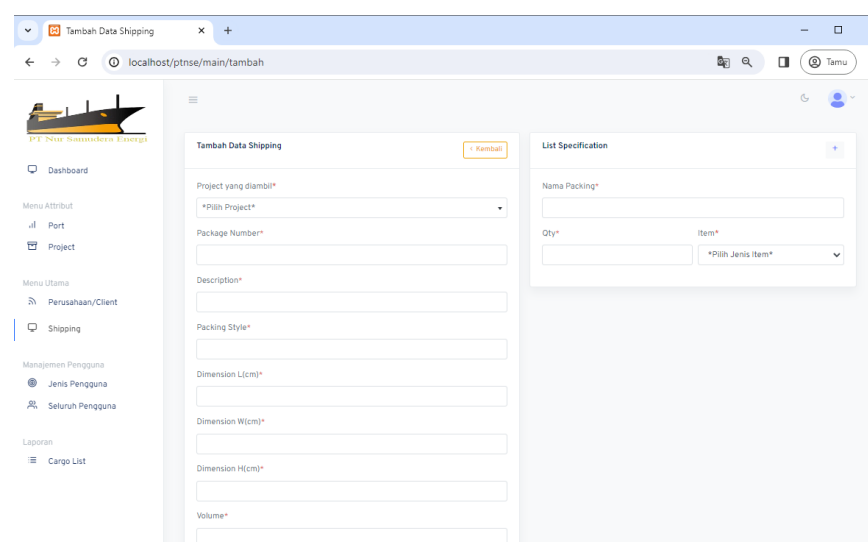 Tambah Data Shipping
localhost/ptnse/main/tambah
Tamu
PT Nur Samudera Energi
Dashboard
Menu Attribut
Port
Project
Menu Utama
Perusahaan/Client
Shipping
Manajemen Pengguna
Jenis Pengguna
Seluruh Pengguna
Laporan
Cargo List
Tambah Data Shipping
‹ Kembali
Project yang diambil*
*Pilih Project*
Package Number*
Description*
Packing Style*
Dimension L(cm)*
Dimension W(cm)*
Dimension H(cm)*
Volume*
List Specification
+
Nama Packing*
Qty* Item*
*Pilih Jenis Item*